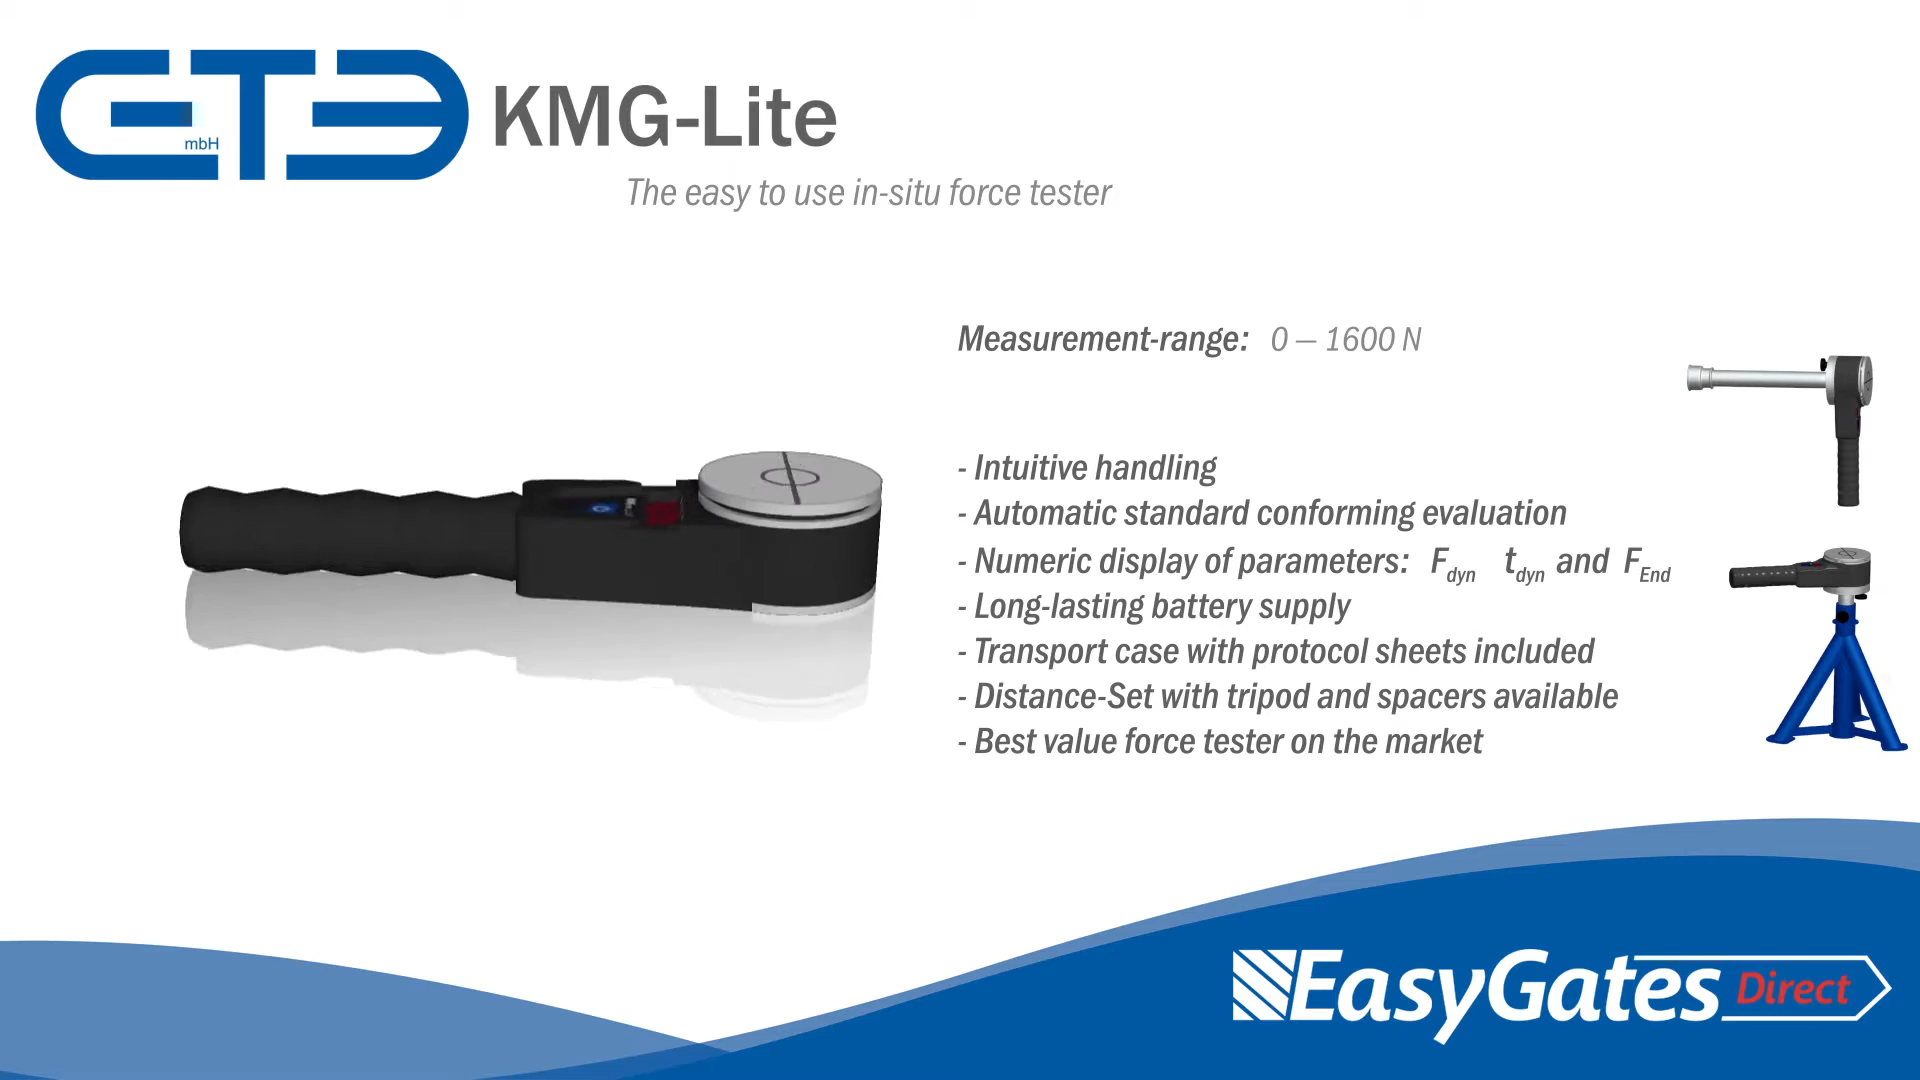 GTE
mbH
KMG-Lite
The easy to use in-situ force tester
Measurement-range: 0 – 1600 N
- Intuitive handling
- Automatic standard conforming evaluation
- Numeric display of parameters: Fdyn tdyn and FEnd
- Long-lasting battery supply
- Transport case with protocol sheets included
- Distance-Set with tripod and spacers available
- Best value force tester on the market
EasyGates Direct